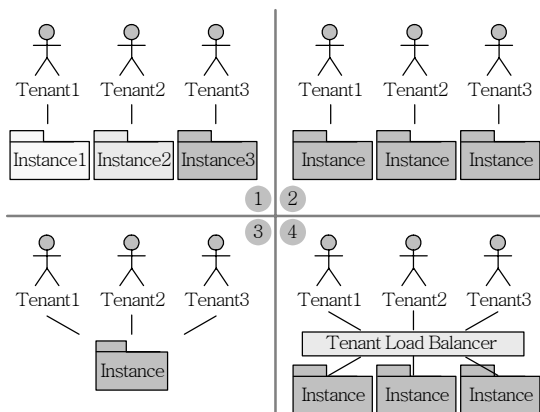 Tenant1 Tenant2 Tenant3
Instance1 Instance2 Instance3
1
Tenant1 Tenant2 Tenant3
Instance Instance Instance
2
3
Tenant1 Tenant2 Tenant3
Instance
4
Tenant1 Tenant2 Tenant3
Tenant Load Balancer
Instance Instance Instance